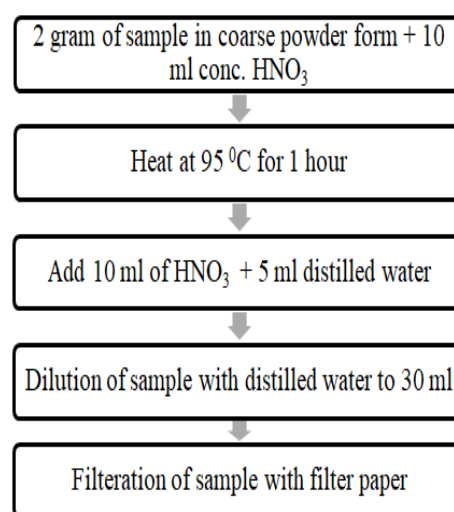 2 gram of sample in coarse powder form + 10
ml conc. HNO₃
Heat at 95 ⁰C for 1 hour
Add 10 ml of HNO₃ + 5 ml distilled water
Dilution of sample with distilled water to 30 ml
Filteration of sample with filter paper